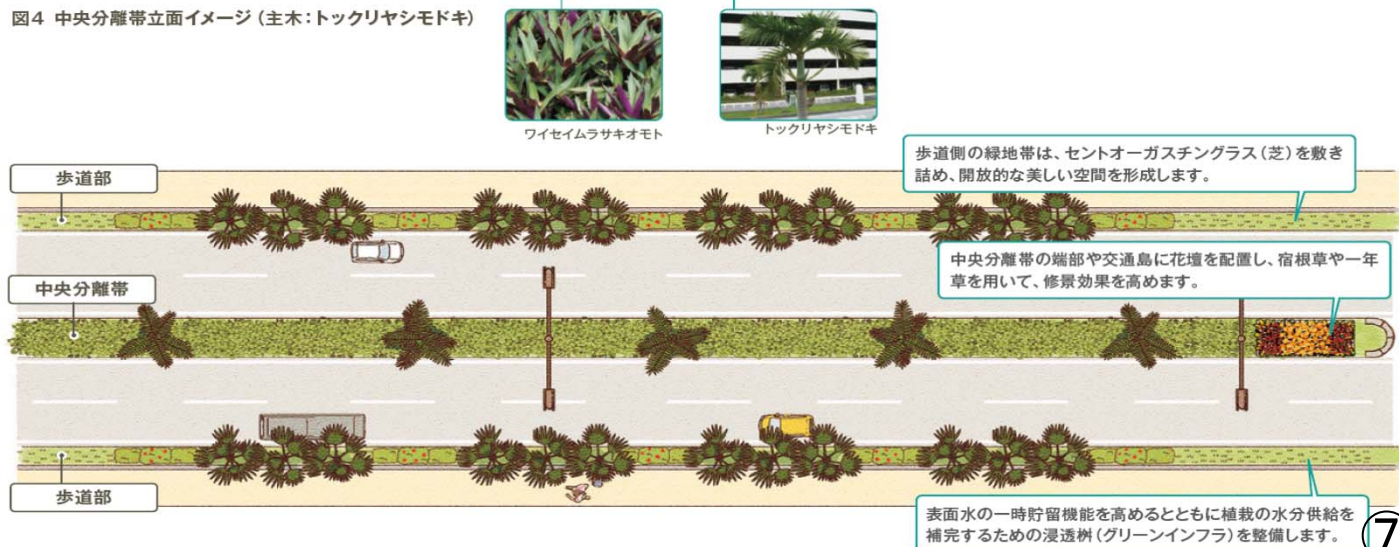 図4 中央分離帯立面イメージ（主木：トックリヤシモドキ）
ワイセイムラサキオモト
トックリヤシモドキ
歩道部
歩道側の緑地帯は、セントオーガスチングラス（芝）を敷き
詰め、開放的な美しい空間を形成します。
中央分離帯の端部や交通島に花壇を配置し、宿根草や一年
草を用いて、修景効果を高めます。
中央分離帯
歩道部
表面水の一時貯留機能を高めるとともに植栽の水分供給を
補完するための浸透桝（グリーンインフラ）を整備します。
⑦